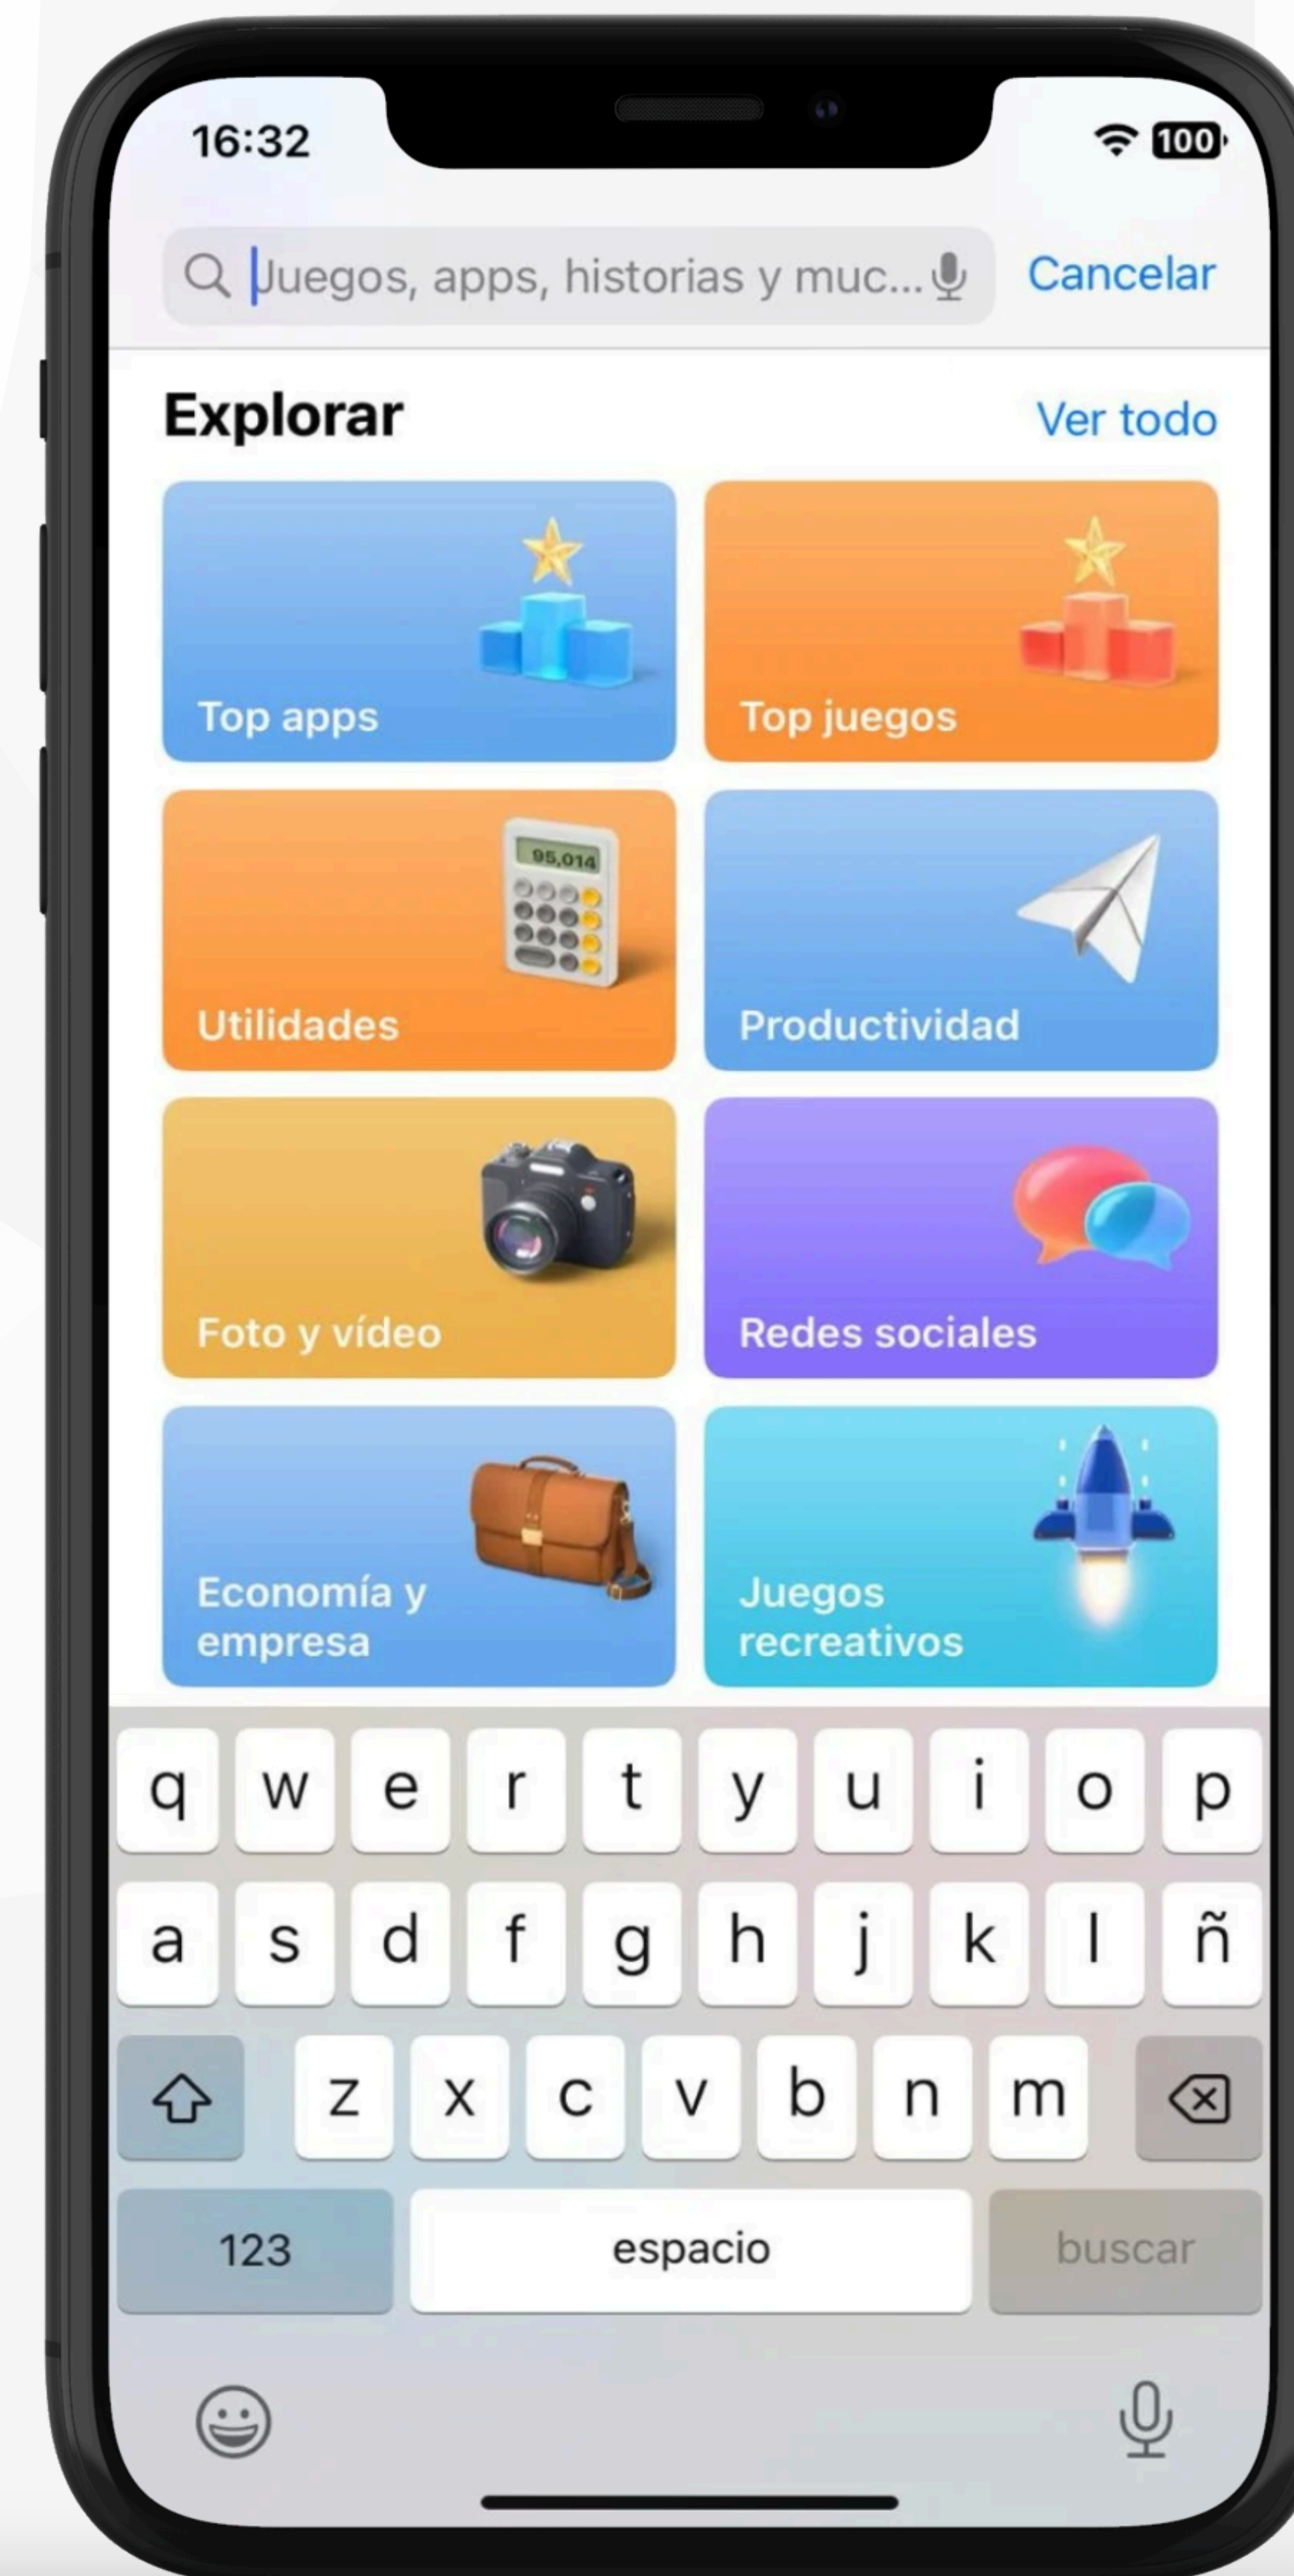 16:32
100
Juegos, apps, historias y muc...
Cancelar
Explorar
Ver todo
Top apps
Top juegos
95,014
Utilidades
Productividad
Foto y vídeo
Redes sociales
Economía y
empresa
Juegos
recreativos
q w e r t y u i o p
a s d f g h j k l ñ
z x c v b n m
123
espacio
buscar